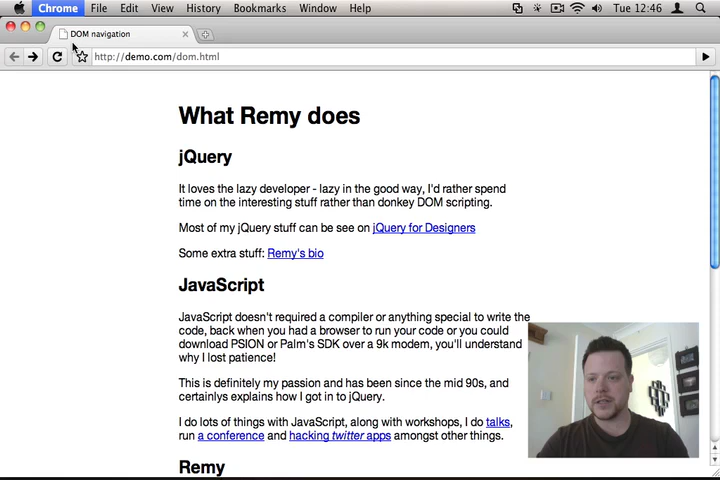 Chrome File Edit View History Bookmarks Window Help Tue 12:46
DOM navigation
http://demo.com/dom.html
What Remy does
jQuery
It loves the lazy developer - lazy in the good way, I'd rather spend
time on the interesting stuff rather than donkey DOM scripting.
Most of my jQuery stuff can be see on jQuery for Designers
Some extra stuff: Remy's bio
JavaScript
JavaScript doesn't required a compiler or anything special to write the
code, back when you had a browser to run your code or you could
download PSION or Palm's SDK over a 9k modem, you'll understand
why I lost patience!
This is definitely my passion and has been since the mid 90s, and
certainlys explains how I got in to jQuery.
I do lots of things with JavaScript, along with workshops, I do talks,
run a conference and hacking twitter apps amongst other things.
Remy